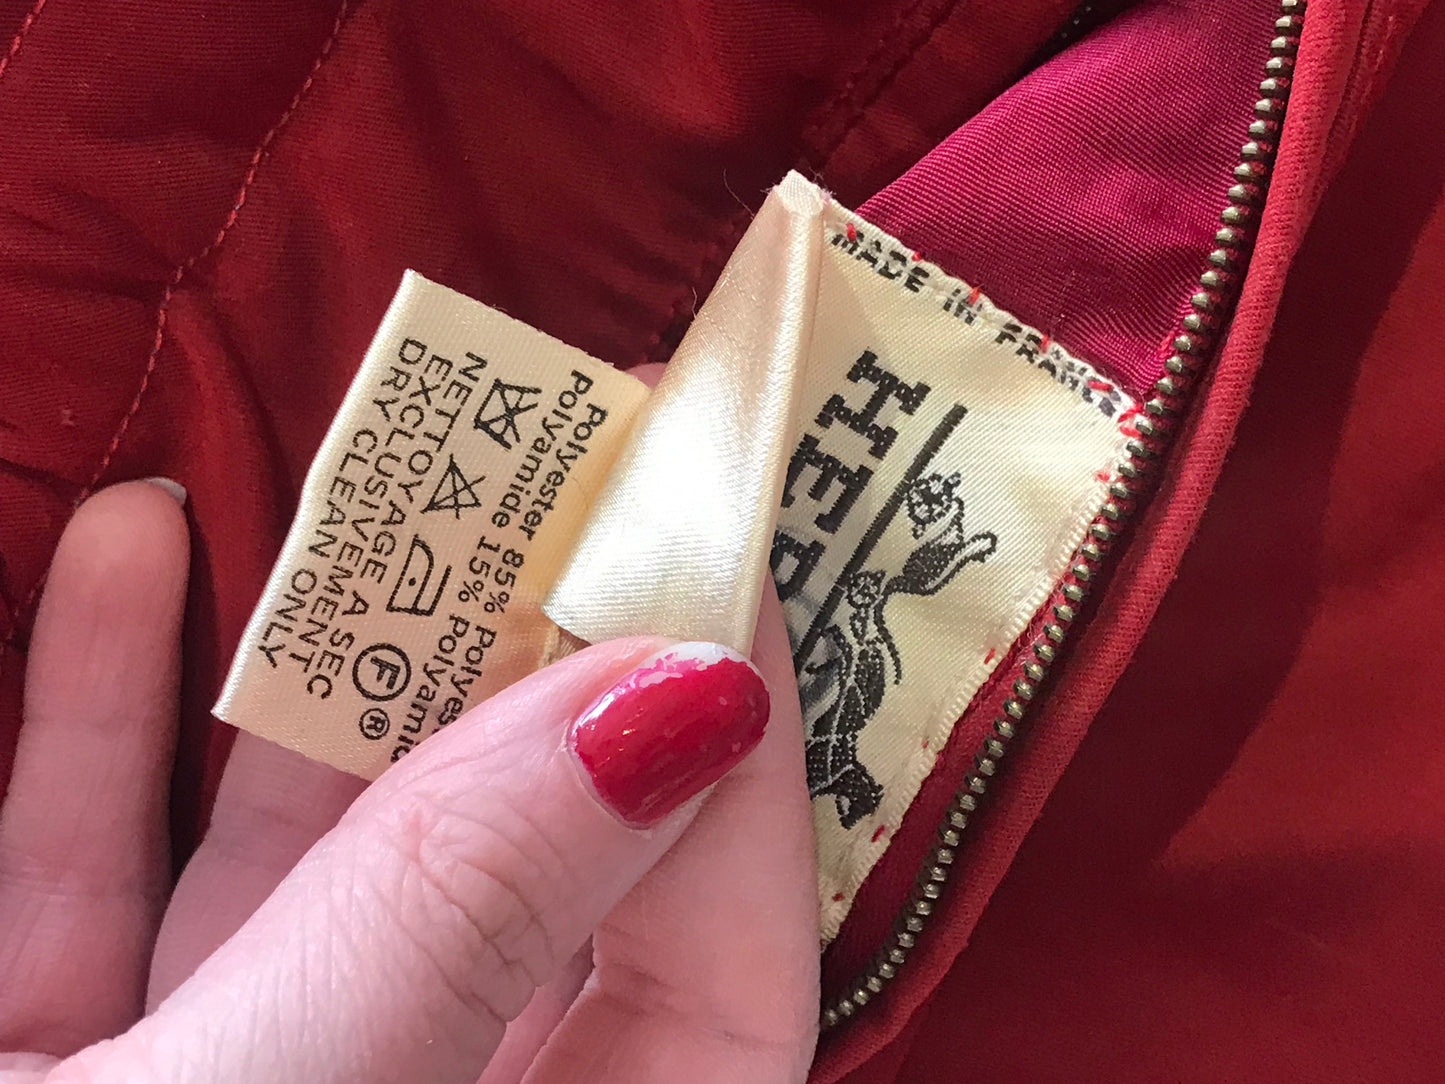 Polyester 85% Polyes
Polyamide 15% Polyamid
F ®
NETTOYAGE A SEC
EXCLUSIVEMENT
DRY CLEAN ONLY
MADE IN FRANCE
HER